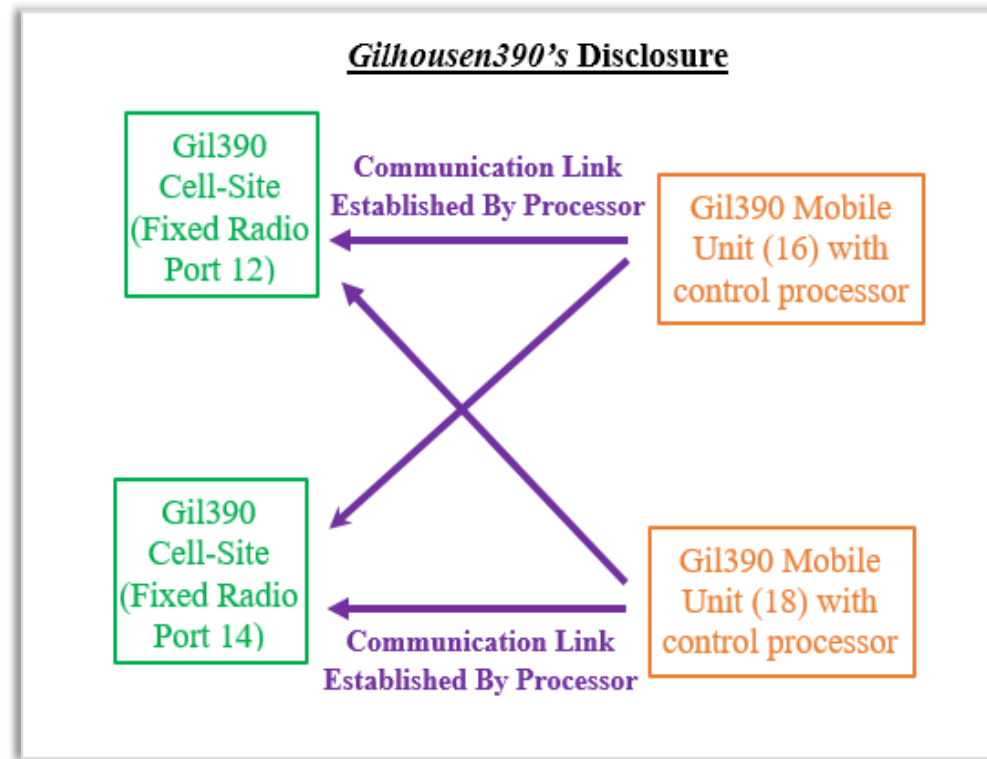 Gilhousen390's Disclosure
Gil390
Cell-Site
(Fixed Radio
Port 12)
Communication Link
Established By Processor
Gil390 Mobile
Unit (16) with
control processor
Gil390
Cell-Site
(Fixed Radio
Port 14)
Communication Link
Established By Processor
Gil390 Mobile
Unit (18) with
control processor